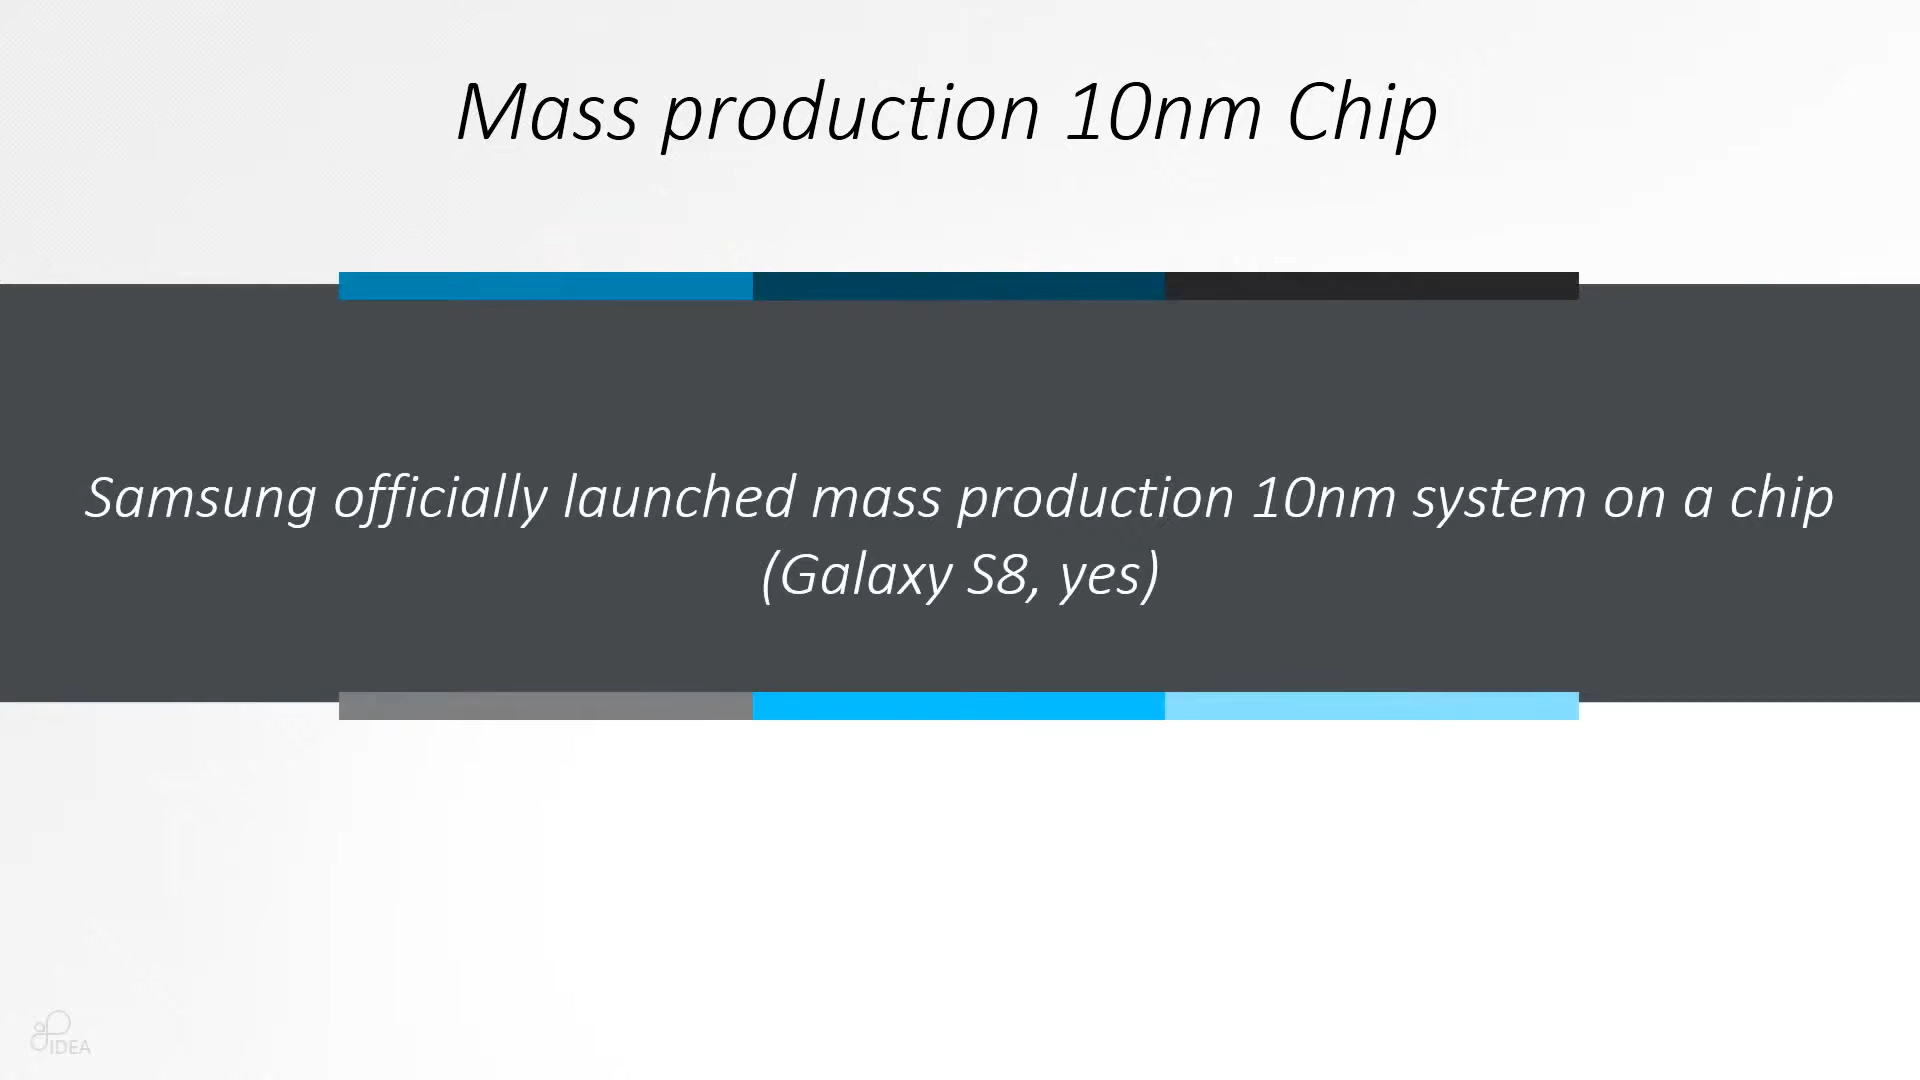 Mass production 10nm Chip
Samsung officially launched mass production 10nm system on a chip
(Galaxy S8, yes)
IDEA